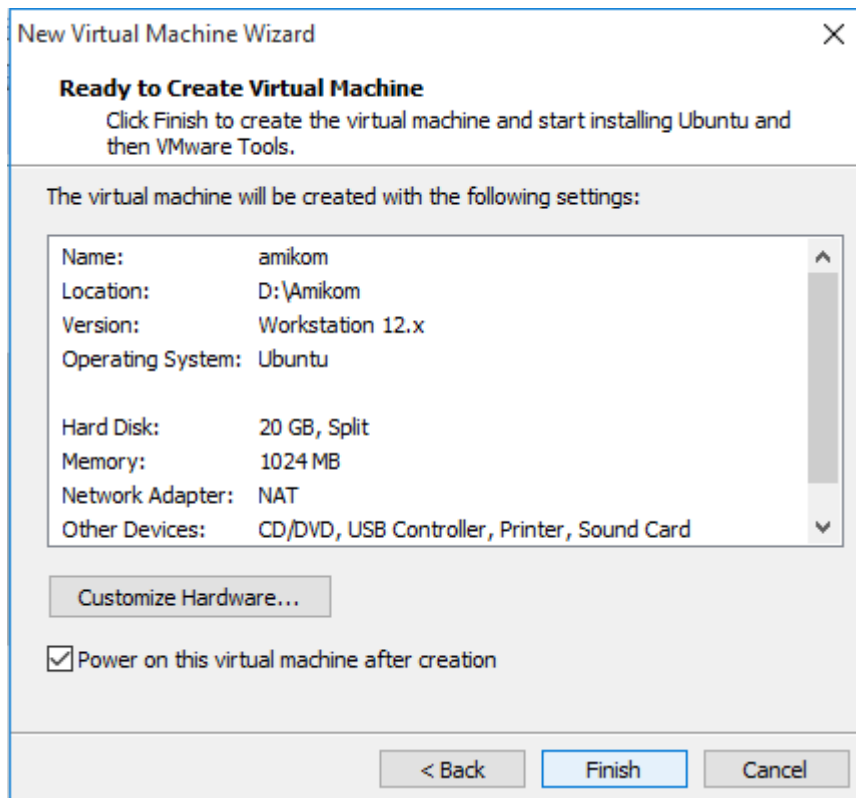 New Virtual Machine Wizard
Ready to Create Virtual Machine
Click Finish to create the virtual machine and start installing Ubuntu and
then VMware Tools.
The virtual machine will be created with the following settings:
Name: amikom
Location: D:\Amikom
Version: Workstation 12.x
Operating System: Ubuntu
Hard Disk: 20 GB, Split
Memory: 1024 MB
Network Adapter: NAT
Other Devices: CD/DVD, USB Controller, Printer, Sound Card
Customize Hardware...
Power on this virtual machine after creation
< Back Finish Cancel